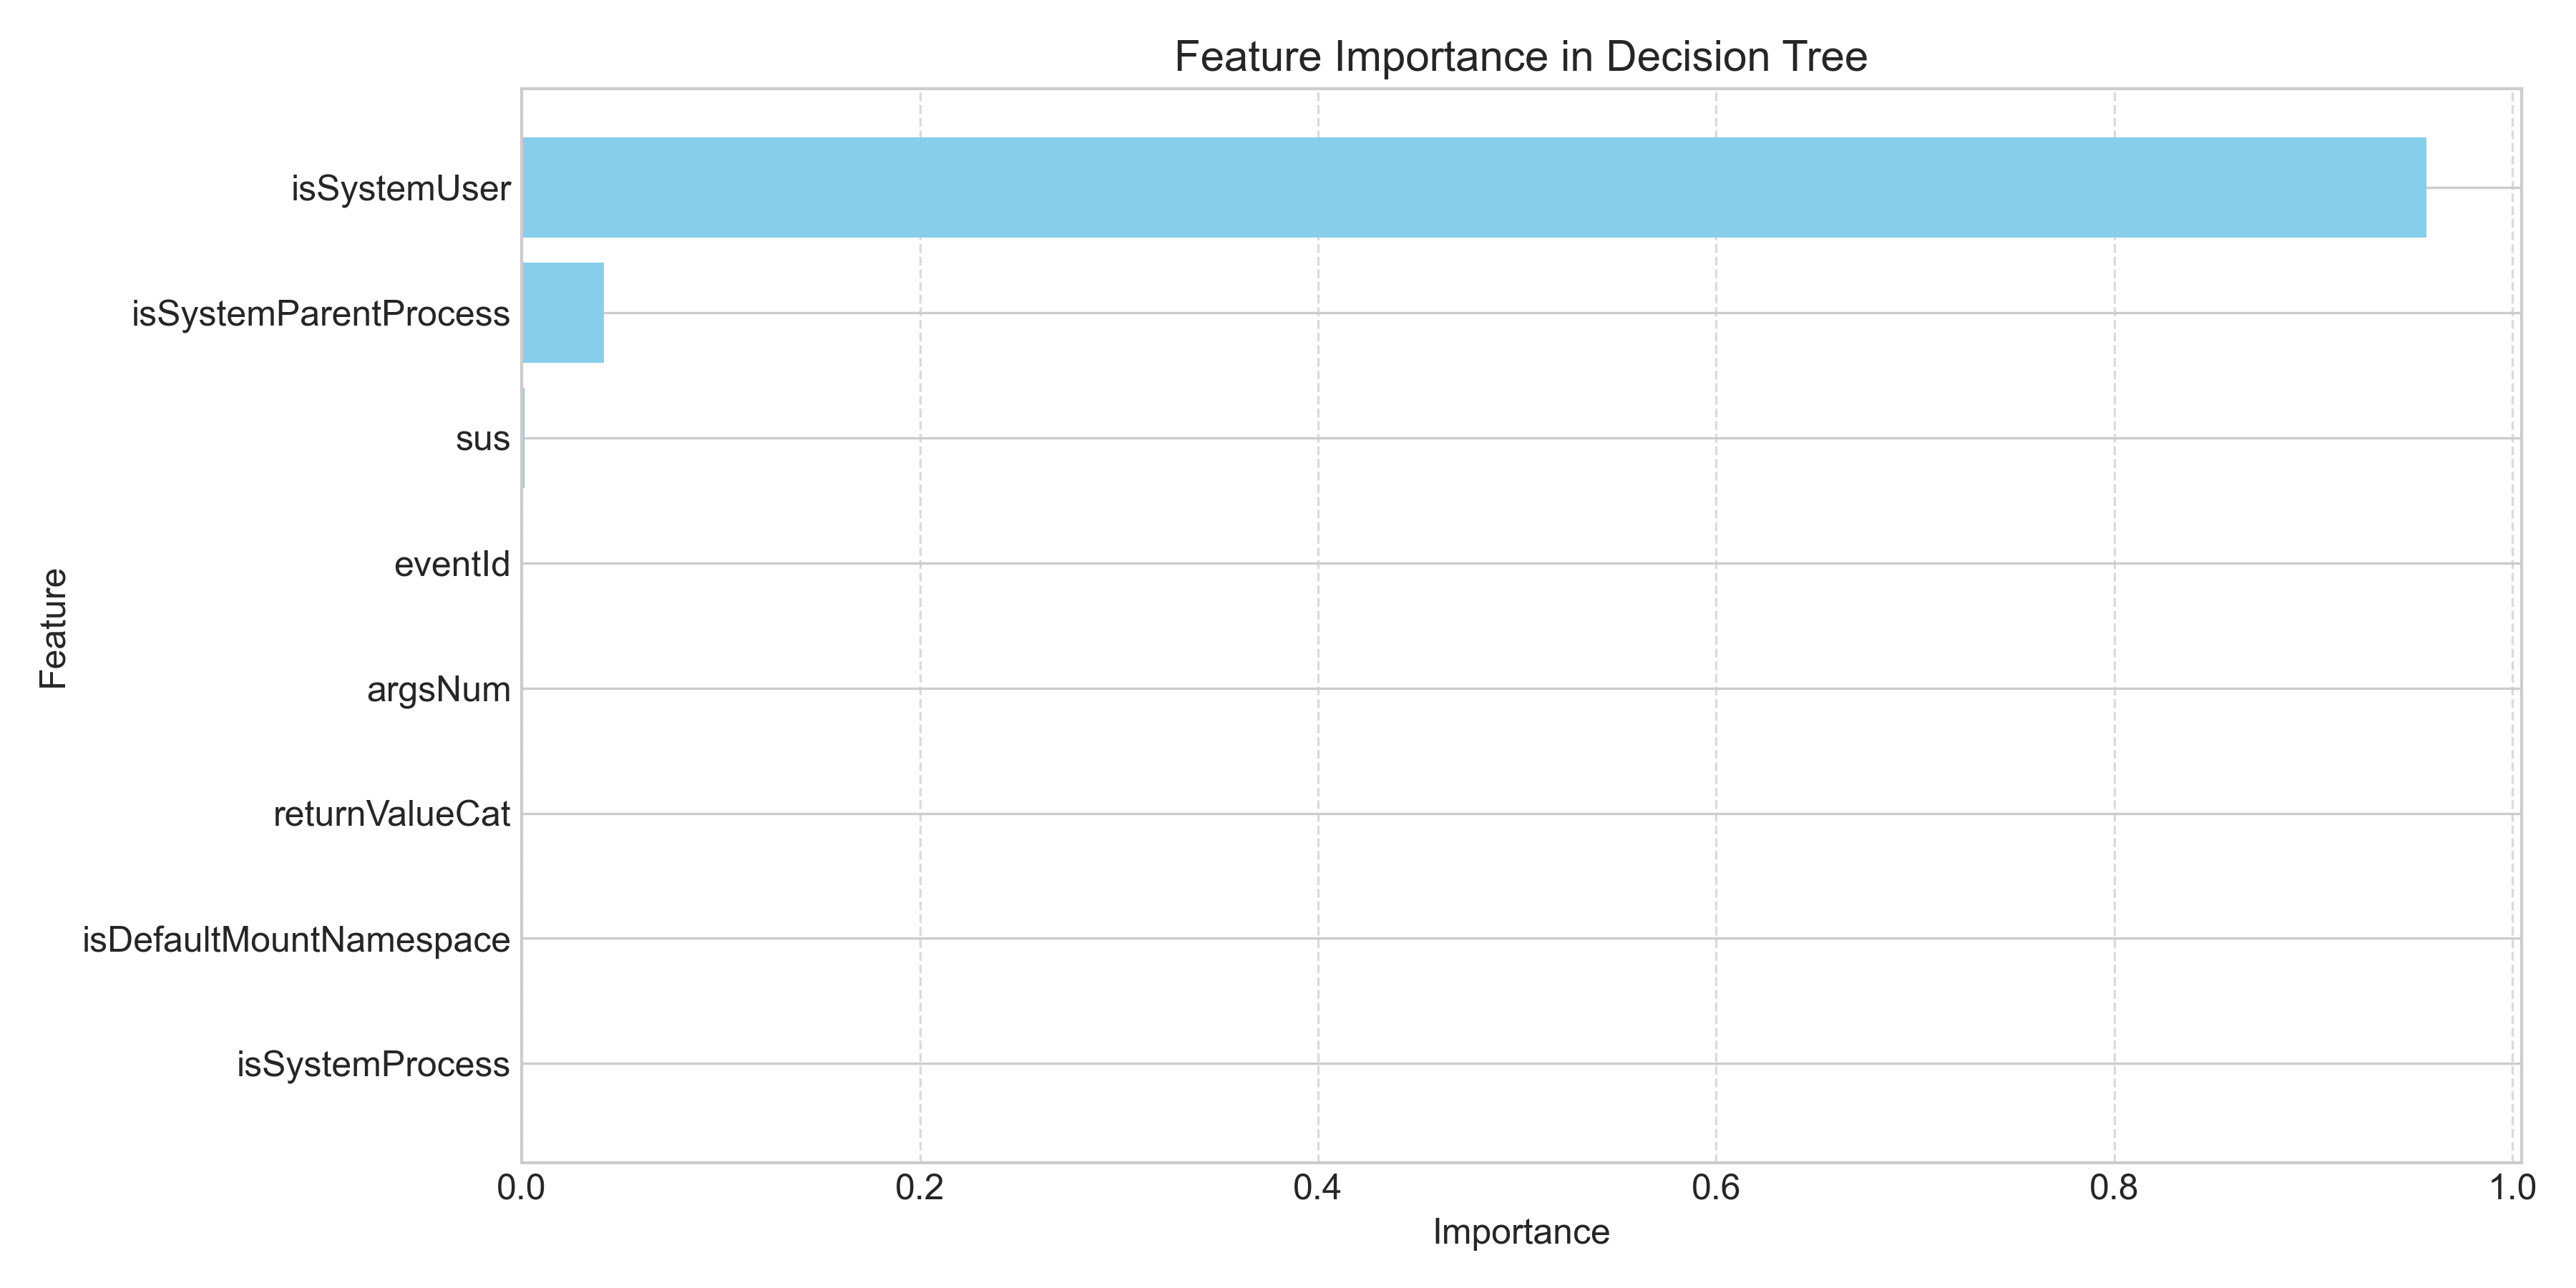 Feature Importance in Decision Tree
isSystemUser
isSystemParentProcess
sus
eventId
argsNum
returnValueCat
isDefaultMountNamespace
isSystemProcess
Feature
0.0 0.2 0.4 0.6 0.8 1.0
Importance